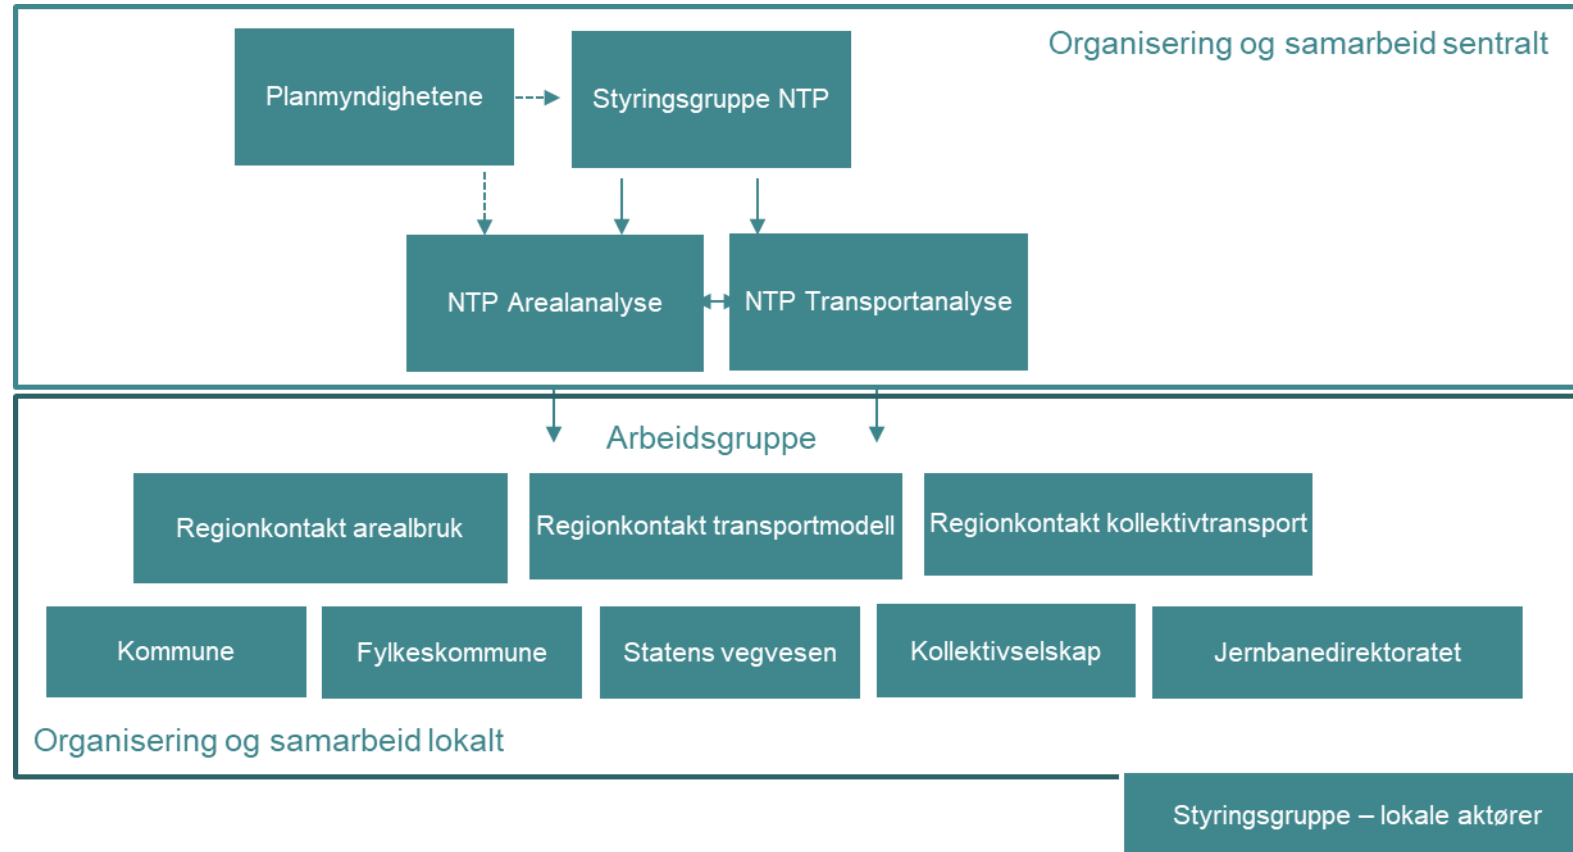 Organisering og samarbeid sentralt
Planmyndighetene
Styringsgruppe NTP
NTP Arealanalyse
NTP Transportanalyse
Arbeidsgruppe
Regionkontakt arealbruk
Regionkontakt transportmodell
Regionkontakt kollektivtransport
Kommune
Fylkeskommune
Statens vegvesen
Kollektivselskap
Jernbanedirektoratet
Organisering og samarbeid lokalt
Styringsgruppe – lokale aktører